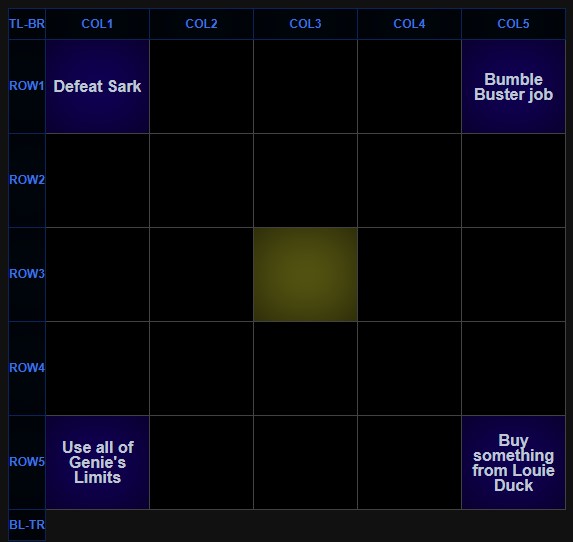 TL-BR COL1 COL2 COL3 COL4 COL5
ROW1
Defeat Sark
Bumble
Buster job
ROW2
ROW3
ROW4
ROW5
Use all of
Genie's
Limits
Buy
something
from Louie
Duck
BL-TR